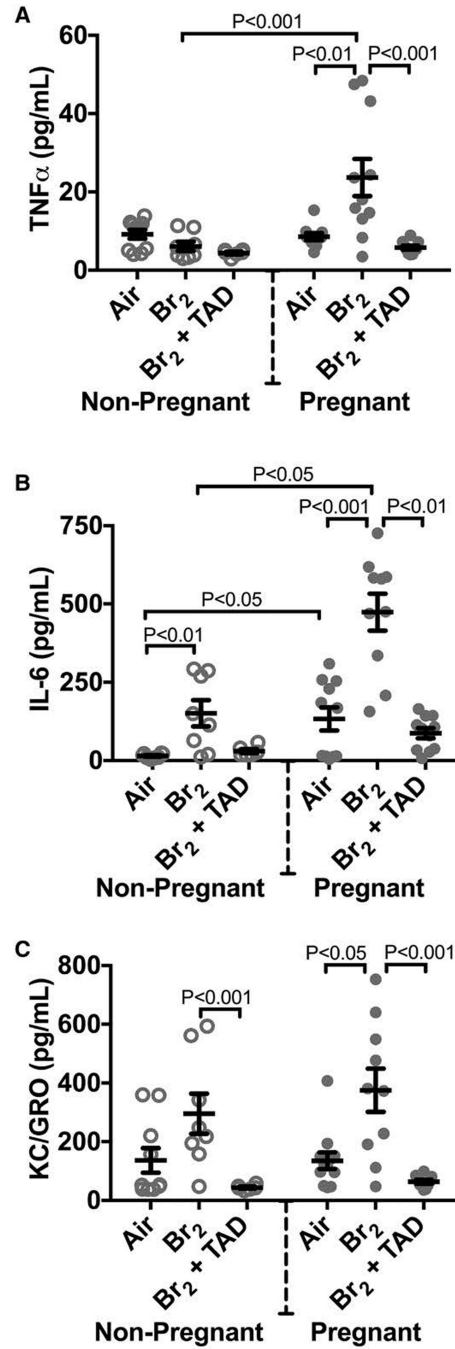 A
P<0.001
P<0.01 P<0.001
TNFα (pg/mL)
60
40
20
0
Air
Br2
Br2 + TAD
Air
Br2
Br2 + TAD
Non-Pregnant Pregnant
B
P<0.05
P<0.001 P<0.01
P<0.05
P<0.01
IL-6 (pg/mL)
750
500
250
0
Air
Br2
Br2 + TAD
Air
Br2
Br2 + TAD
Non-Pregnant Pregnant
C
P<0.05 P<0.001
P<0.001
KC/GRO (pg/mL)
800
600
400
200
0
Air
Br2
Br2 + TAD
Air
Br2
Br2 + TAD
Non-Pregnant Pregnant